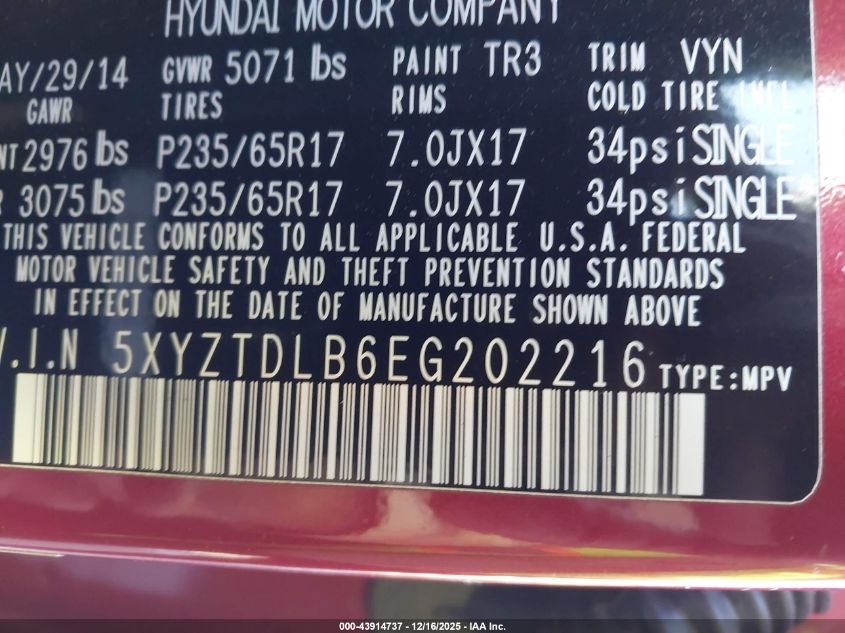 HYUNDAI MOTOR COMPANY
AY/29/14 GVWR 5071 lbs PAINT TR3 TRIM VYN
GAWR TIRES RIMS COLD TIRE INFL
NT 2976 lbs P235/65R17 7.0JX17 34psi SINGLE
R 3075 lbs P235/65R17 7.0JX17 34psi SINGLE
THIS VEHICLE CONFORMS TO ALL APPLICABLE U.S.A. FEDERAL
MOTOR VEHICLE SAFETY AND THEFT PREVENTION STANDARDS
IN EFFECT ON THE DATE OF MANUFACTURE SHOWN ABOVE
V.I.N 5XYZTDLB6EG202216 TYPE:MPV
000-43914737 - 12/16/2025 - IAA Inc.